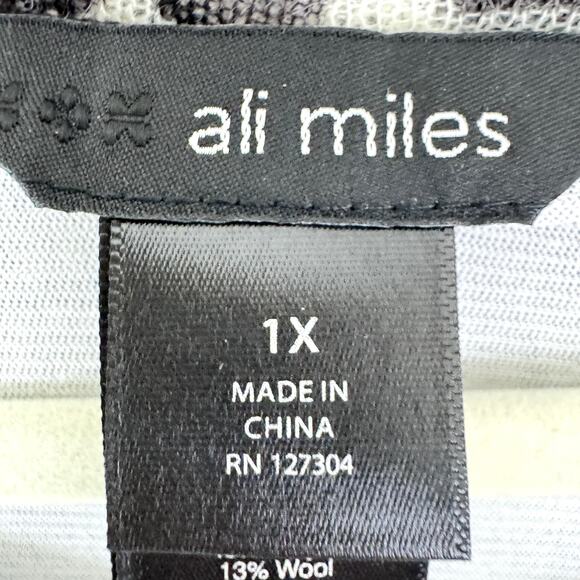 ali miles
1X
MADE IN
CHINA
RN 127304
13% Wool